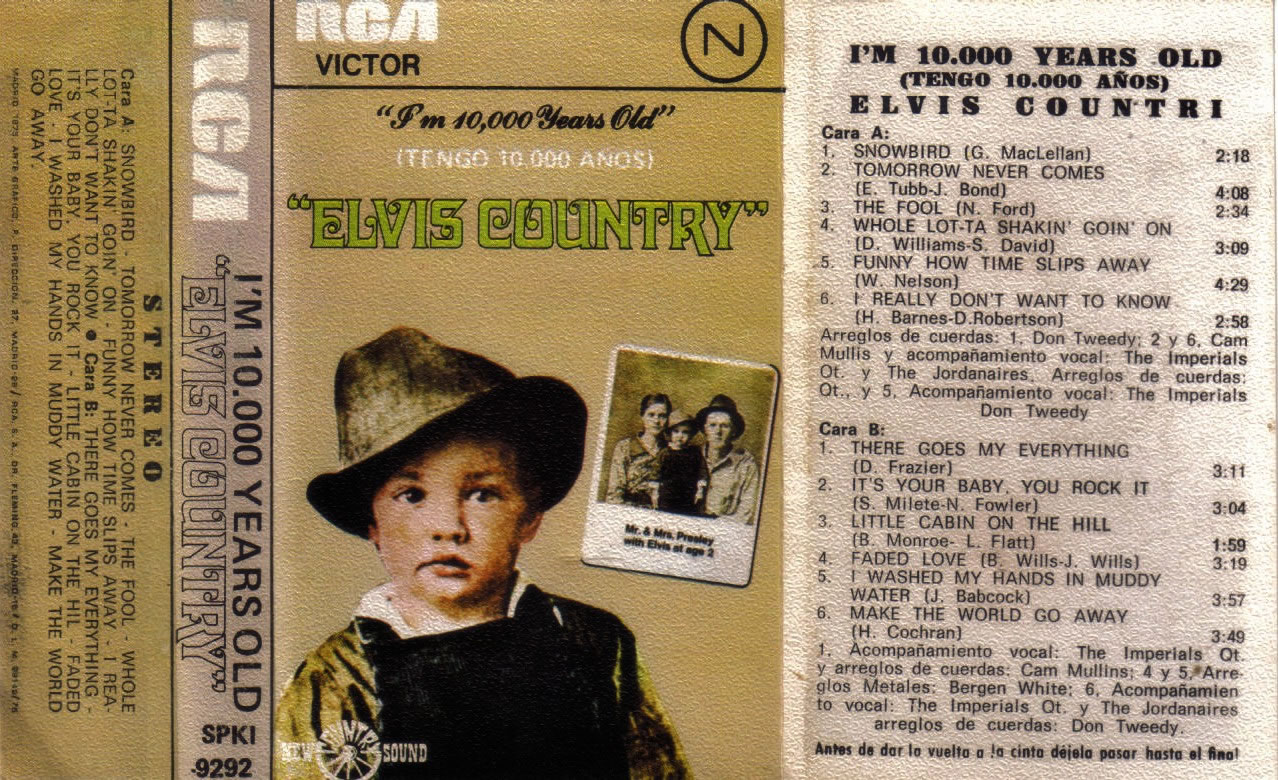 Cara A: SNOWBIRD - TOMORROW NEVER COMES - THE FOOL - WHOLE
LOT-TA SHAKIN' GOIN' ON - FUNNY HOW TIME SLIPS AWAY - I REA-
LLY DON'T WANT TO KNOW ● Cara B: THERE GOES MY EVERYTHING -
IT'S YOUR BABY, YOU ROCK IT - LITTLE CABIN ON THE HIL - FADED
LOVE - I WASHED MY HANDS IN MUDDY WATER - MAKE THE WORLD
GO AWAY.
STEREO
RCA
I'M 10.000 YEARS OLD
"ELVIS COUNTRY"
SPKI
-9292
RCA
VICTOR
N
"I'm 10,000 Years Old"
(TENGO 10.000 AÑOS)
"ELVIS COUNTRY"
Mr. & Mrs. Presley
with Elvis at age 2
NEW COUNTRY SOUND
I'M 10.000 YEARS OLD
(TENGO 10.000 AÑOS)
ELVIS COUNTRI
Cara A:
1. SNOWBIRD (G. MacLellan) 2:18
2. TOMORROW NEVER COMES
(E. Tubb-J. Bond) 4:08
3. THE FOOL (N. Ford) 2:34
4. WHOLE LOT-TA SHAKIN' GOIN' ON
(D. Williams-S. David) 3:09
5. FUNNY HOW TIME SLIPS AWAY
(W. Nelson) 4:29
6. I REALLY DON'T WANT TO KNOW
(H. Barnes-D.Robertson) 2:58
Arreglos de cuerdas: 1, Don Tweedy; 2 y 6, Cam
Mullis y acompañamiento vocal: The Imperials
Qt. y The Jordanaires. Arreglos de cuerdas:
Qt., y 5, Acompañamiento vocal: The Imperials
Don Tweedy
Cara B:
1. THERE GOES MY EVERYTHING
(D. Frazier) 3:11
2. IT'S YOUR BABY, YOU ROCK IT
(S. Milete-N. Fowler) 3:04
3. LITTLE CABIN ON THE HILL
(B. Monroe- L. Flatt) 1:59
4. FADED LOVE (B. Wills-J. Wills) 3:19
5. I WASHED MY HANDS IN MUDDY
WATER (J. Babcock) 3:57
6. MAKE THE WORLD GO AWAY
(H. Cochran) 3:49
1, Acompañamiento vocal: The Imperials Qt.
y arreglos de cuerdas: Cam Mullins; 4 y 5, Arre-
glos Metales: Bergen White; 6, Acompañamien
to vocal: The Imperials Qt. y The Jordanaires
arreglos de cuerdas: Don Tweedy.
Antes de dar la vuelta a la cinta déjela pasar hasta el final